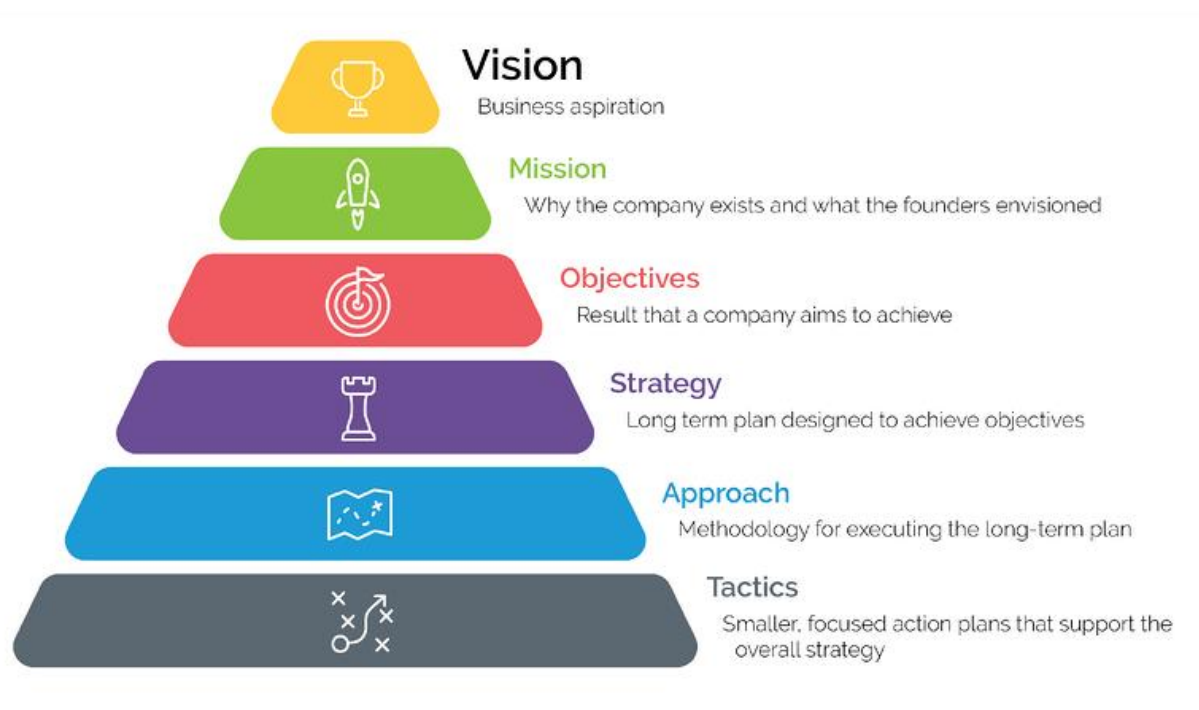 Vision
Business aspiration
Mission
Why the company exists and what the founders envisioned
Objectives
Result that a company aims to achieve
Strategy
Long term plan designed to achieve objectives
Approach
Methodology for executing the long-term plan
Tactics
Smaller, focused action plans that support the
overall strategy